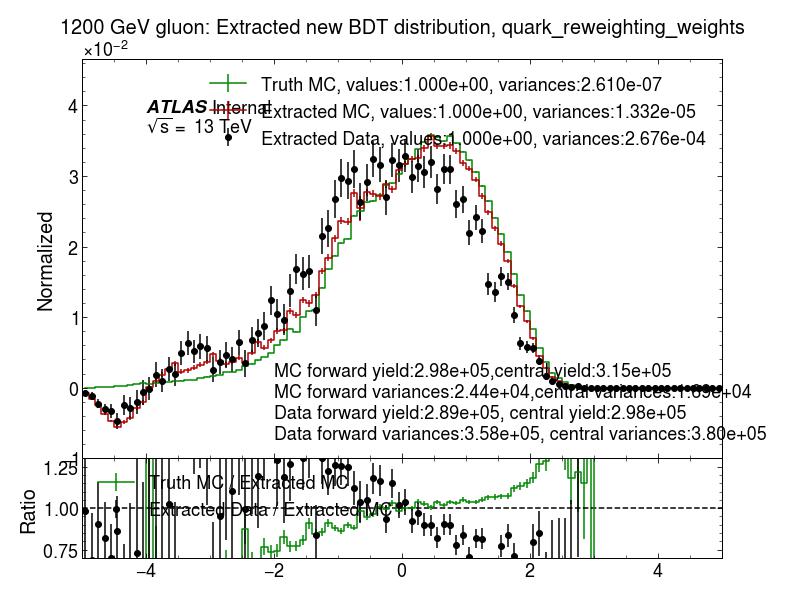 1200 GeV gluon: Extracted new BDT distribution, quark_reweighting_weights
×10⁻²
Truth MC, values:1.000e+00, variances:2.610e-07
ATLAS Internal
Extracted MC, values:1.000e+00, variances:1.332e-05
√s = 13 TeV
Extracted Data, values:1.000e+00, variances:2.676e-04
4
3
2
1
0
Normalized
MC forward yield:2.98e+05,central yield:3.15e+05
MC forward variances:2.44e+04,central variances:1.69e+04
Data forward yield:2.89e+05, central yield:2.98e+05
Data forward variances:3.58e+05, central variances:3.80e+05
1
1.25
1.00
0.75
Ratio
Truth MC / Extracted MC
Extracted Data / Extracted MC
−4 −2 0 2 4